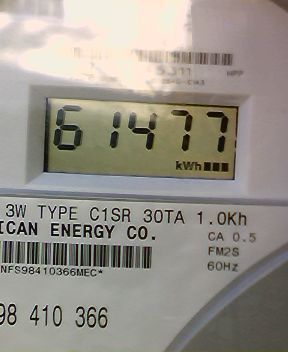 61477
kWh
3W TYPE C1SR 30TA 1.0Kh
ICAN ENERGY CO.
CA 0.5
FM2S
60Hz
NFS98410366MEC*
98 410 366